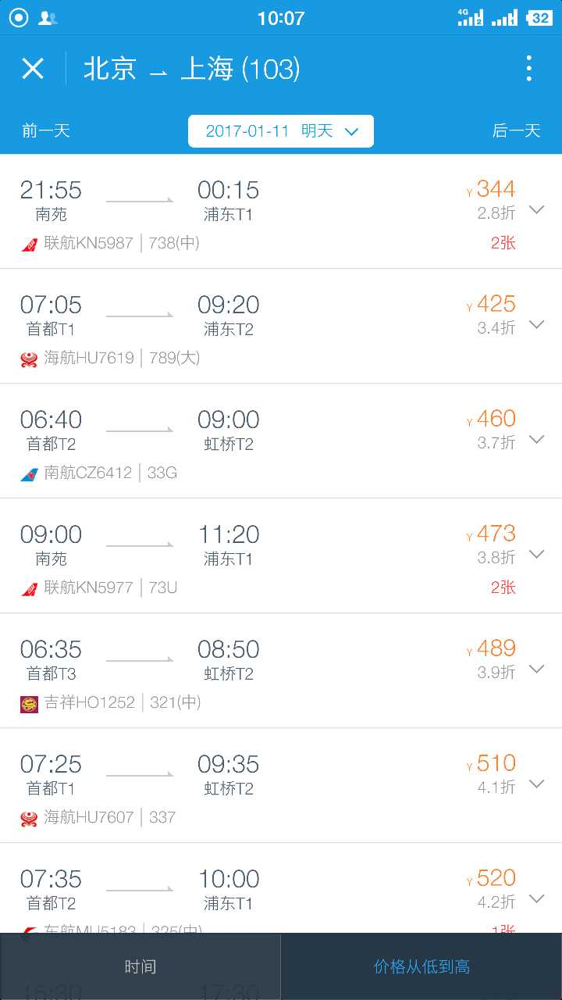 10:07
4G 2 1 32
北京 → 上海 (103)
前一天 2017-01-11 明天 后一天
21:55 00:15 ¥344
南苑 浦东T1 2.8折
联航KN5987 | 738(中) 2张
07:05 09:20 ¥425
首都T1 浦东T2 3.4折
海航HU7619 | 789(大)
06:40 09:00 ¥460
首都T2 虹桥T2 3.7折
南航CZ6412 | 33G
09:00 11:20 ¥473
南苑 浦东T1 3.8折
联航KN5977 | 73U 2张
06:35 08:50 ¥489
首都T3 虹桥T2 3.9折
吉祥HO1252 | 321(中)
07:25 09:35 ¥510
首都T1 虹桥T2 4.1折
海航HU7607 | 337
07:35 10:00 ¥520
首都T2 浦东T1 4.2折
东航MU5183 | 325(中) 1张
时间 价格从低到高
15:30 17:30